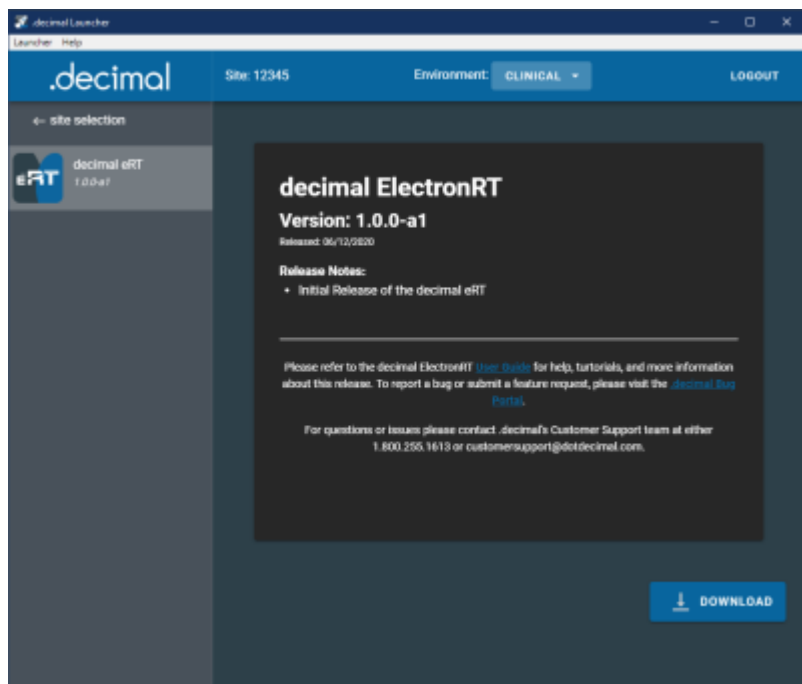 .decimal Launcher
Launcher Help
.decimal
Site: 12345
Environment:
CLINICAL
LOGOUT
← site selection
eRT
decimal eRT
1.0.0-a1
decimal ElectronRT
Version: 1.0.0-a1
Released: 06/12/2020
Release Notes:
• Initial Release of the decimal eRT
Please refer to the decimal ElectronRT User Guide for help, turtorials, and more information
about this release. To report a bug or submit a feature request, please visit the .decimal Bug
Portal.
For questions or issues please contact .decimal's Customer Support team at either
1.800.255.1613 or customersupport@dotdecimal.com.
DOWNLOAD